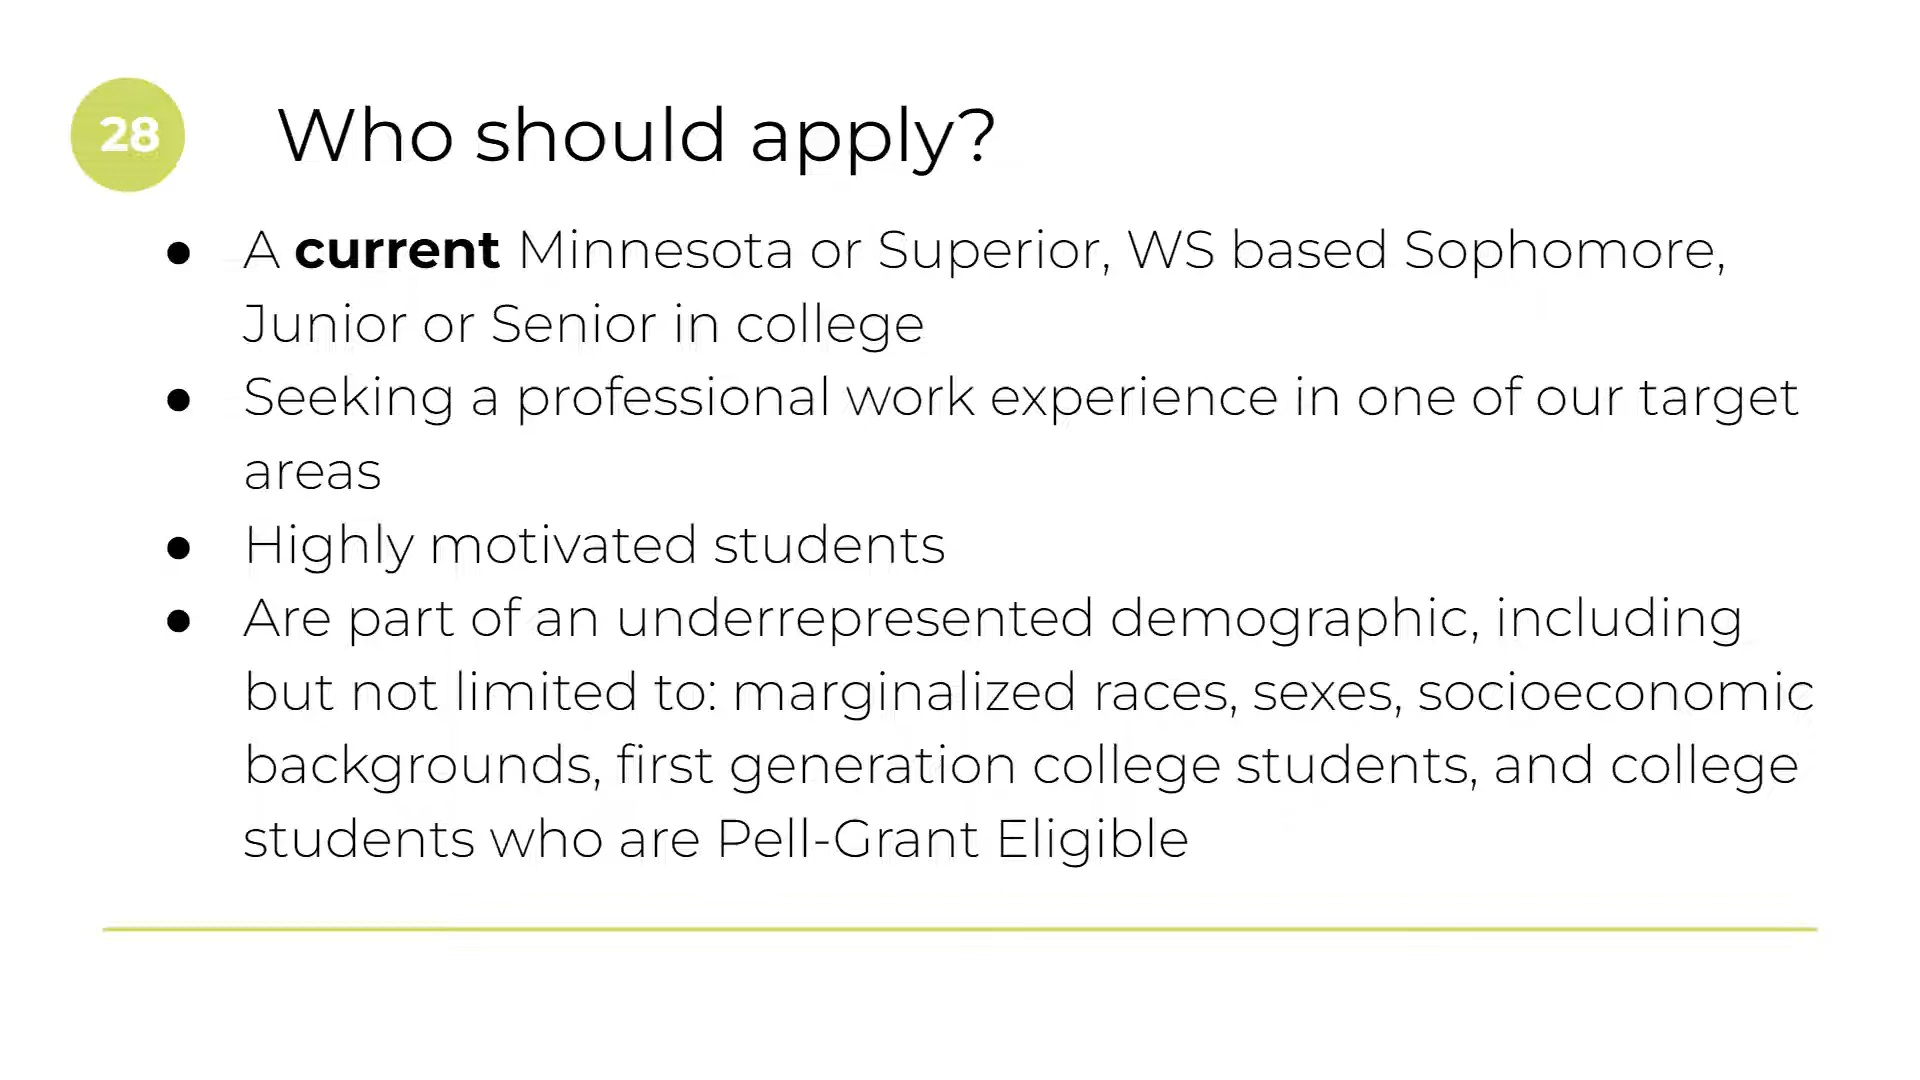 28
Who should apply?
● A current Minnesota or Superior, WS based Sophomore,
Junior or Senior in college
● Seeking a professional work experience in one of our target
areas
● Highly motivated students
● Are part of an underrepresented demographic, including
but not limited to: marginalized races, sexes, socioeconomic
backgrounds, first generation college students, and college
students who are Pell-Grant Eligible